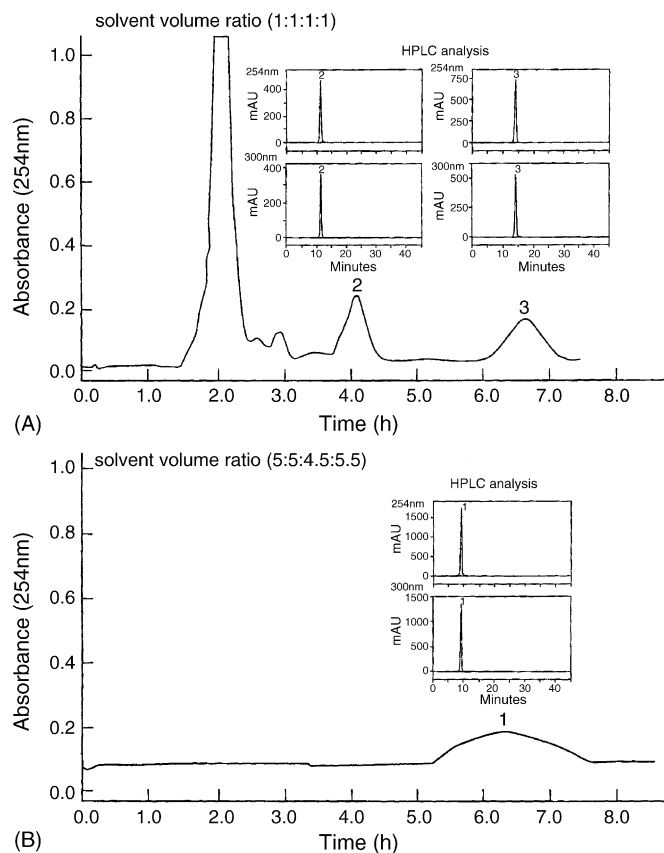 solvent volume ratio (1:1:1:1)
HPLC analysis
Absorbance (254nm)
1.0
0.8
0.6
0.4
0.2
0.0
254nm
mAU
400
200
0
2
254nm
mAU
750
500
250
0
3
300nm
mAU
400
200
0
2
0 10 20 30 40
300nm
mAU
500
250
0
3
0 10 20 30 40
Minutes
2
3
0.0 1.0 2.0 3.0 4.0 5.0 6.0 7.0 8.0
(A)
Time (h)
solvent volume ratio (5:5:4.5:5.5)
HPLC analysis
Absorbance (254nm)
1.0
0.8
0.6
0.4
0.2
0.0
254nm
mAU
1500
1000
500
0
1
300nm
mAU
1500
1000
500
0
1
0 10 20 30 40
Minutes
1
0.0 1.0 2.0 3.0 4.0 5.0 6.0 7.0 8.0
(B)
Time (h)